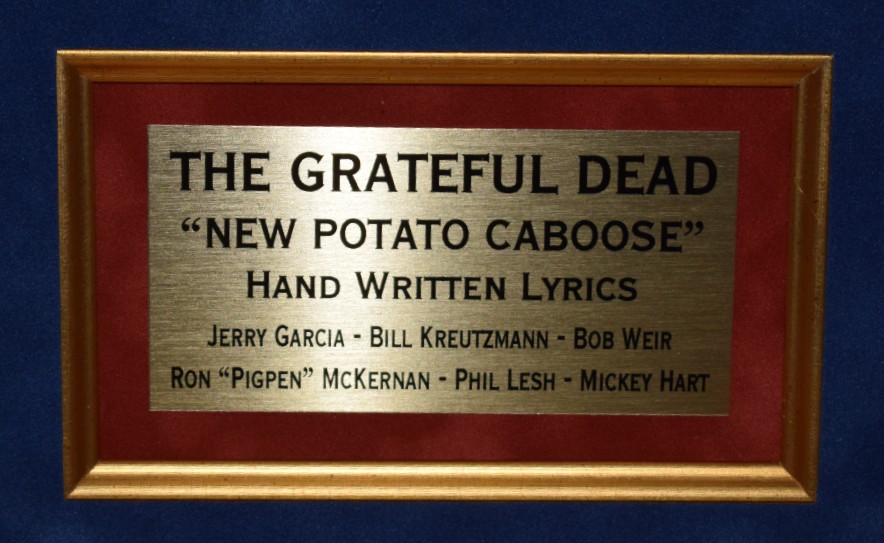 THE GRATEFUL DEAD
“NEW POTATO CABOOSE”
HAND WRITTEN LYRICS
JERRY GARCIA - BILL KREUTZMANN - BOB WEIR
RON “PIGPEN” MCKERNAN - PHIL LESH - MICKEY HART